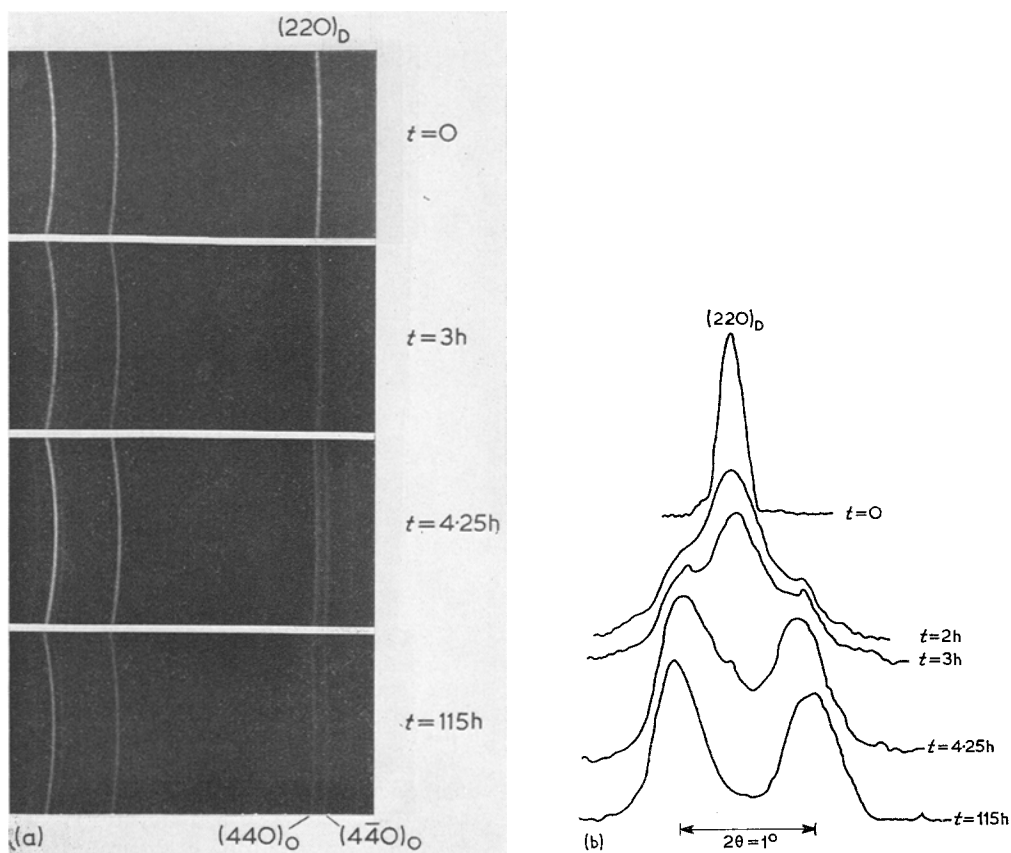 (220)D
t=0
t=3h
t=4·25h
t=115h
(a)
(440)O
(44̄0)O
(220)D
t=0
t=2h
t=3h
t=4·25h
t=115h
(b)
2θ=1°